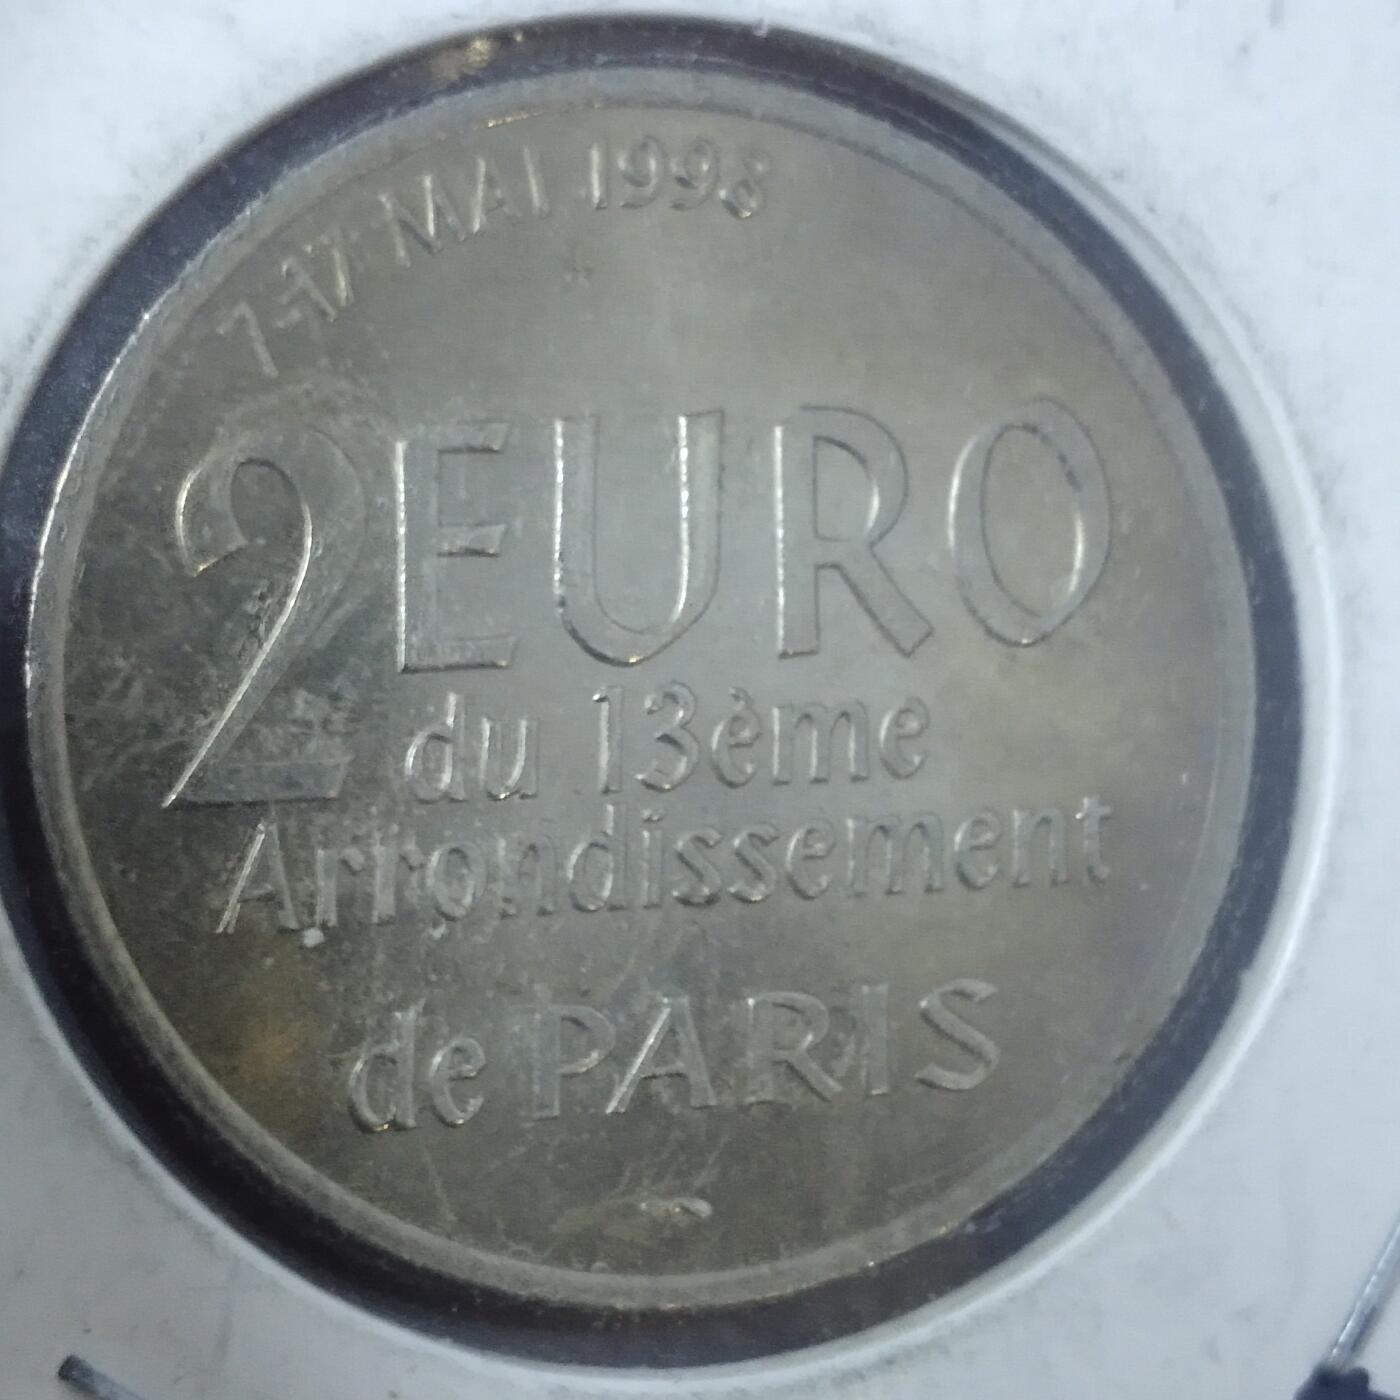 7-17 MAI 1998
2 EURO
du 13ème
Arrondissement
de PARIS